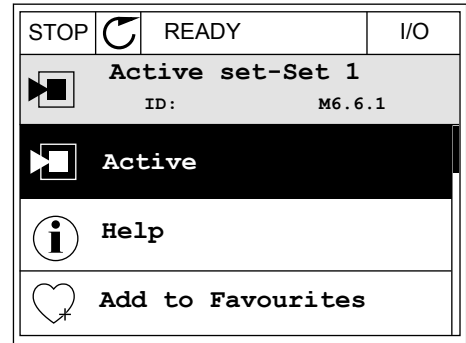 STOP READY I/O
Active set-Set 1
ID: M6.6.1
Active
Help
Add to Favourites